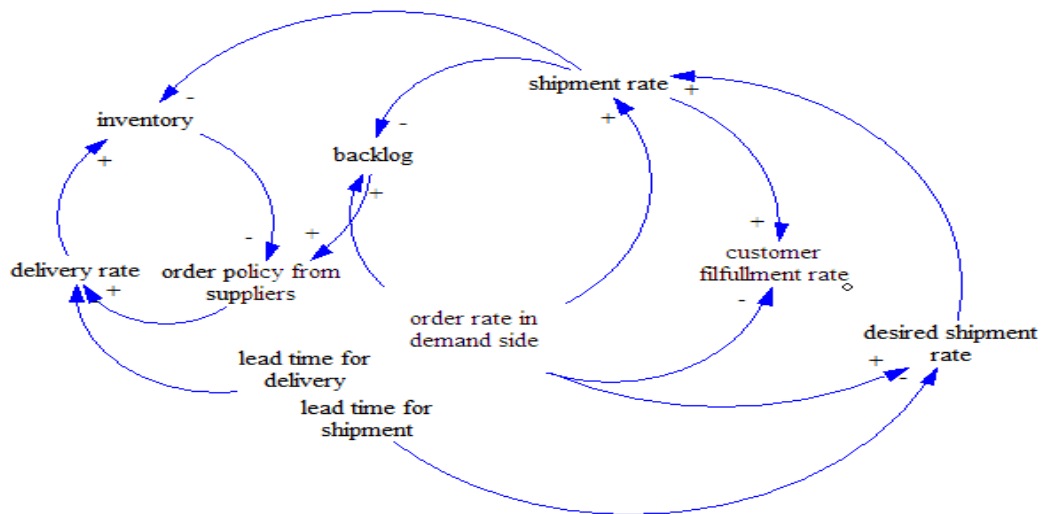 shipment rate
+
+
-
inventory
+
-
backlog
+
-
+
+
customer
filfullment rate
-
delivery rate
+
order policy from
suppliers
order rate in
demand side
desired shipment
rate
+
-
lead time for
delivery
lead time for
shipment